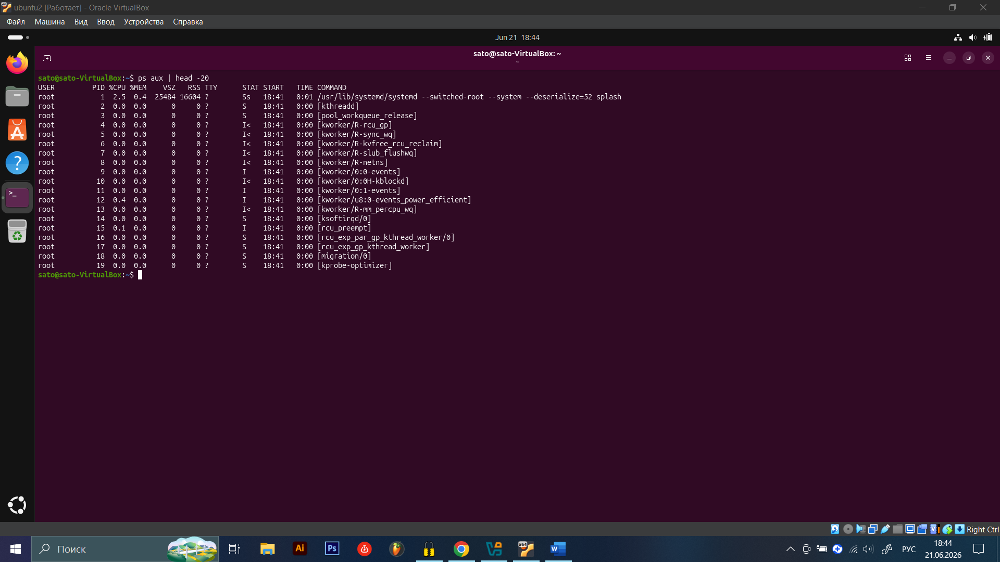 ubuntu2 [Работает] - Oracle VirtualBox
Файл Машина Вид Ввод Устройства Справка
Jun 21 18:44
sato@sato-VirtualBox: ~
~
sato@sato-VirtualBox:~$ ps aux | head -20
USER PID %CPU %MEM VSZ RSS TTY STAT START TIME COMMAND
root 1 2.5 0.4 25484 16604 ? Ss 18:41 0:01 /usr/lib/systemd/systemd --switched-root --system --deserialize=52 splash
root 2 0.0 0.0 0 0 ? S 18:41 0:00 [kthreadd]
root 3 0.0 0.0 0 0 ? S 18:41 0:00 [pool_workqueue_release]
root 4 0.0 0.0 0 0 ? I< 18:41 0:00 [kworker/R-rcu_gp]
root 5 0.0 0.0 0 0 ? I< 18:41 0:00 [kworker/R-sync_wq]
root 6 0.0 0.0 0 0 ? I< 18:41 0:00 [kworker/R-kvfree_rcu_reclaim]
root 7 0.0 0.0 0 0 ? I< 18:41 0:00 [kworker/R-slub_flushwq]
root 8 0.0 0.0 0 0 ? I< 18:41 0:00 [kworker/R-netns]
root 9 0.0 0.0 0 0 ? I 18:41 0:00 [kworker/0:0-events]
root 10 0.0 0.0 0 0 ? I< 18:41 0:00 [kworker/0:0H-kblockd]
root 11 0.0 0.0 0 0 ? I 18:41 0:00 [kworker/0:1-events]
root 12 0.4 0.0 0 0 ? I 18:41 0:00 [kworker/u8:0-events_power_efficient]
root 13 0.0 0.0 0 0 ? I< 18:41 0:00 [kworker/R-mm_percpu_wq]
root 14 0.0 0.0 0 0 ? S 18:41 0:00 [ksoftirqd/0]
root 15 0.1 0.0 0 0 ? I 18:41 0:00 [rcu_preempt]
root 16 0.0 0.0 0 0 ? S 18:41 0:00 [rcu_exp_par_gp_kthread_worker/0]
root 17 0.0 0.0 0 0 ? S 18:41 0:00 [rcu_exp_gp_kthread_worker]
root 18 0.0 0.0 0 0 ? S 18:41 0:00 [migration/0]
root 19 0.0 0.0 0 0 ? S 18:41 0:00 [kprobe-optimizer]
sato@sato-VirtualBox:~$
Right Ctrl
Поиск
Ai
Ps
x64
W
РУС
18:44
21.06.2026